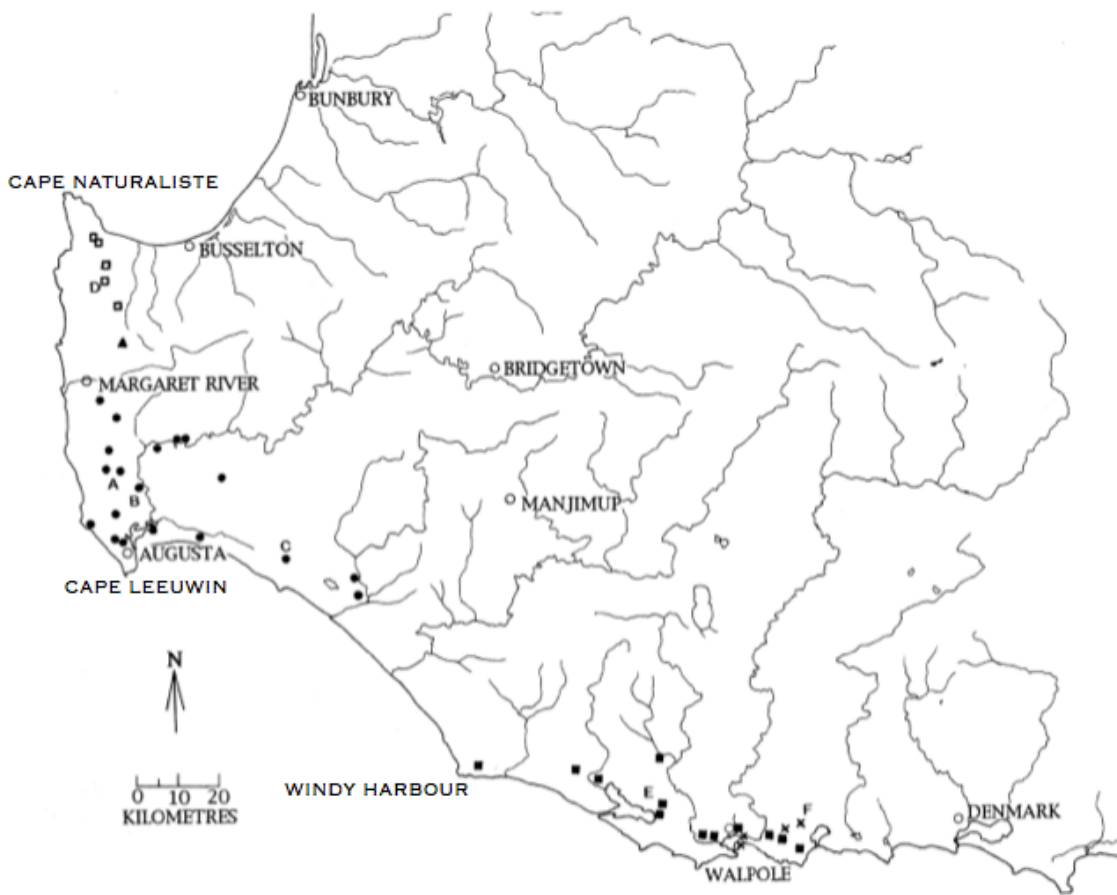 BUNBURY
CAPE NATURALISTE
BUSSELTON
D
BRIDGETOWN
MARGARET RIVER
A
B
MANJIMUP
C
AUGUSTA
CAPE LEEUWIN
N
0 10 20
KILOMETRES
WINDY HARBOUR
E
F
DENMARK
WALPOLE